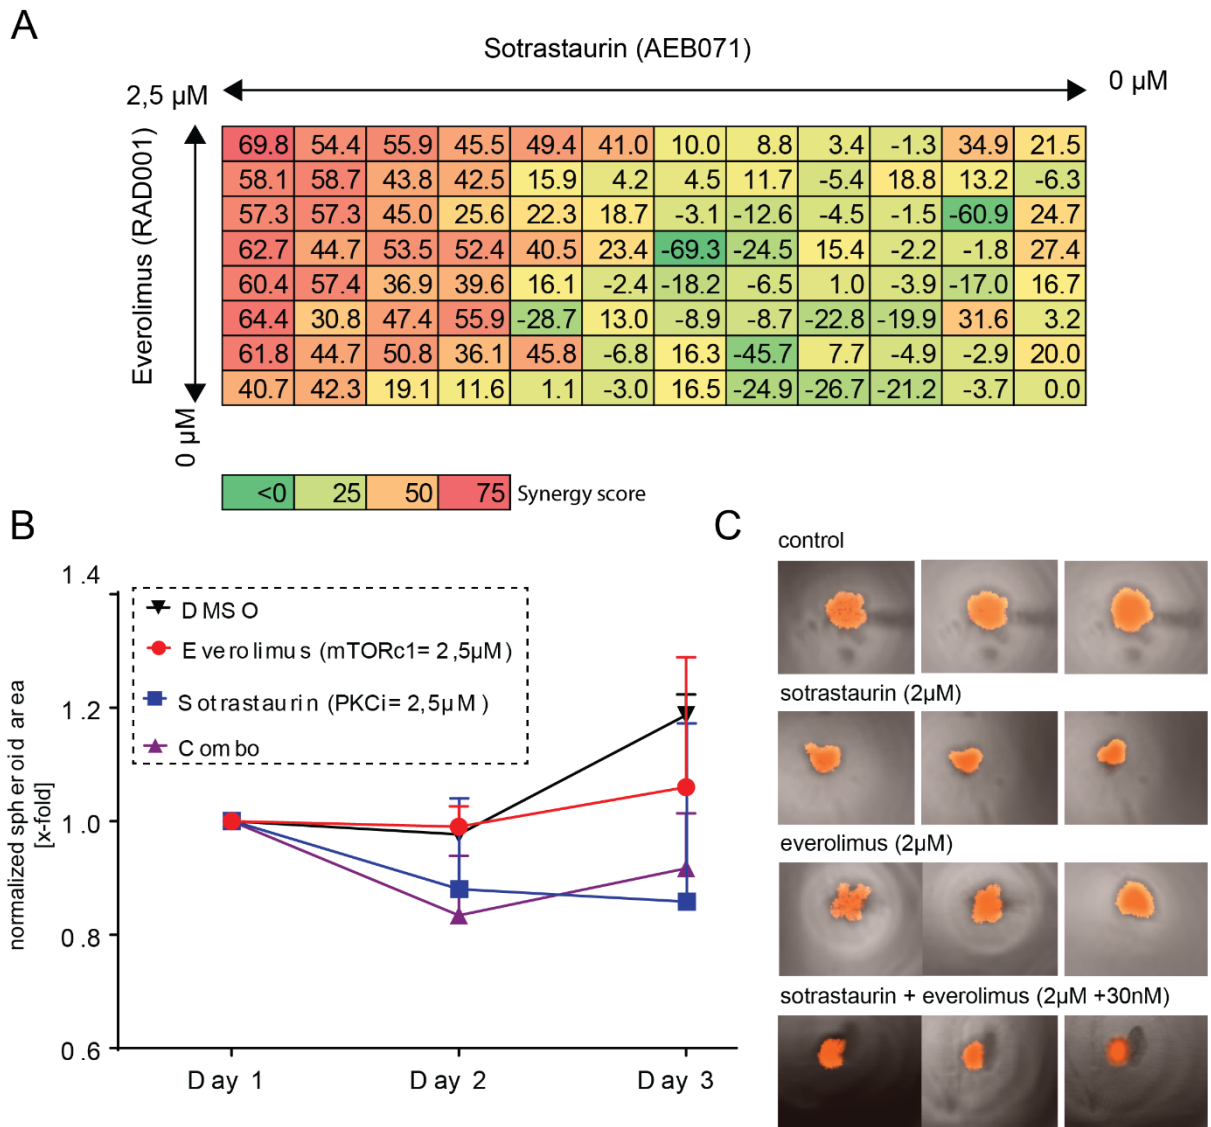 A
Sotrastaurin (AEB071)
2,5 µM
0 µM
Everolimus (RAD001)
0 µM
69.8 54.4 55.9 45.5 49.4 41.0 10.0 8.8 3.4 -1.3 34.9 21.5
58.1 58.7 43.8 42.5 15.9 4.2 4.5 11.7 -5.4 18.8 13.2 -6.3
57.3 57.3 45.0 25.6 22.3 18.7 -3.1 -12.6 -4.5 -1.5 -60.9 24.7
62.7 44.7 53.5 52.4 40.5 23.4 -69.3 -24.5 15.4 -2.2 -1.8 27.4
60.4 57.4 36.9 39.6 16.1 -2.4 -18.2 -6.5 1.0 -3.9 -17.0 16.7
64.4 30.8 47.4 55.9 -28.7 13.0 -8.9 -8.7 -22.8 -19.9 31.6 3.2
61.8 44.7 50.8 36.1 45.8 -6.8 16.3 -45.7 7.7 -4.9 -2.9 20.0
40.7 42.3 19.1 11.6 1.1 -3.0 16.5 -24.9 -26.7 -21.2 -3.7 0.0
<0 25 50 75 Synergy score
B
normalized spheroid area
[x-fold]
1.4
1.2
1.0
0.8
0.6
DMSO
Everolimus (mTORc1= 2,5µM)
Sotrastaurin (PKCi= 2,5µM)
Combo
Day 1
Day 2
Day 3
C
control
sotrastaurin (2µM)
everolimus (2µM)
sotrastaurin + everolimus (2µM +30nM)